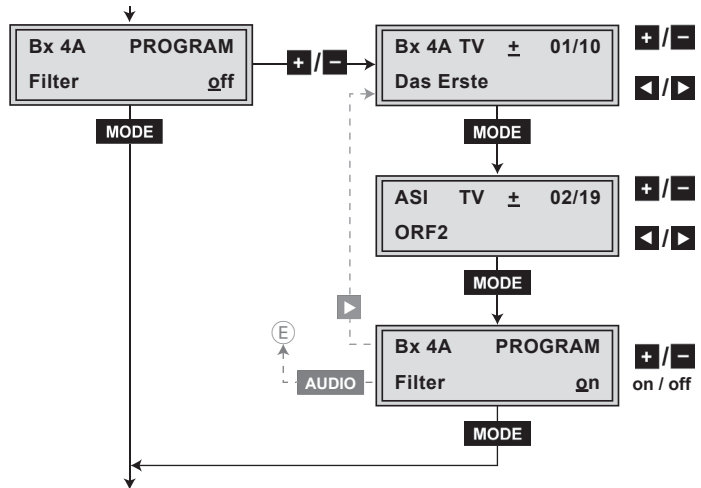 Bx 4A PROGRAM
Filter off
+/−
Bx 4A TV ± 01/10
Das Erste
+/−
◄/►
MODE
MODE
ASI TV ± 02/19
ORF2
+/−
◄/►
MODE
►
E
AUDIO
Bx 4A PROGRAM
Filter on
+/−
on / off
MODE